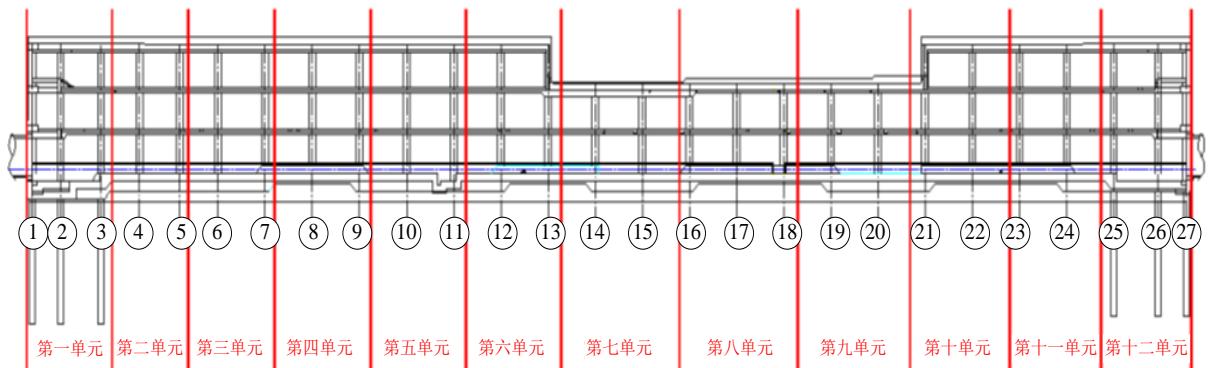 1 2 3 4 5 6 7 8 9 10 11 12 13 14 15 16 17 18 19 20 21 22 23 24 25 26 27
第一单元 第二单元 第三单元 第四单元 第五单元 第六单元 第七单元 第八单元 第九单元 第十单元 第十一单元 第十二单元